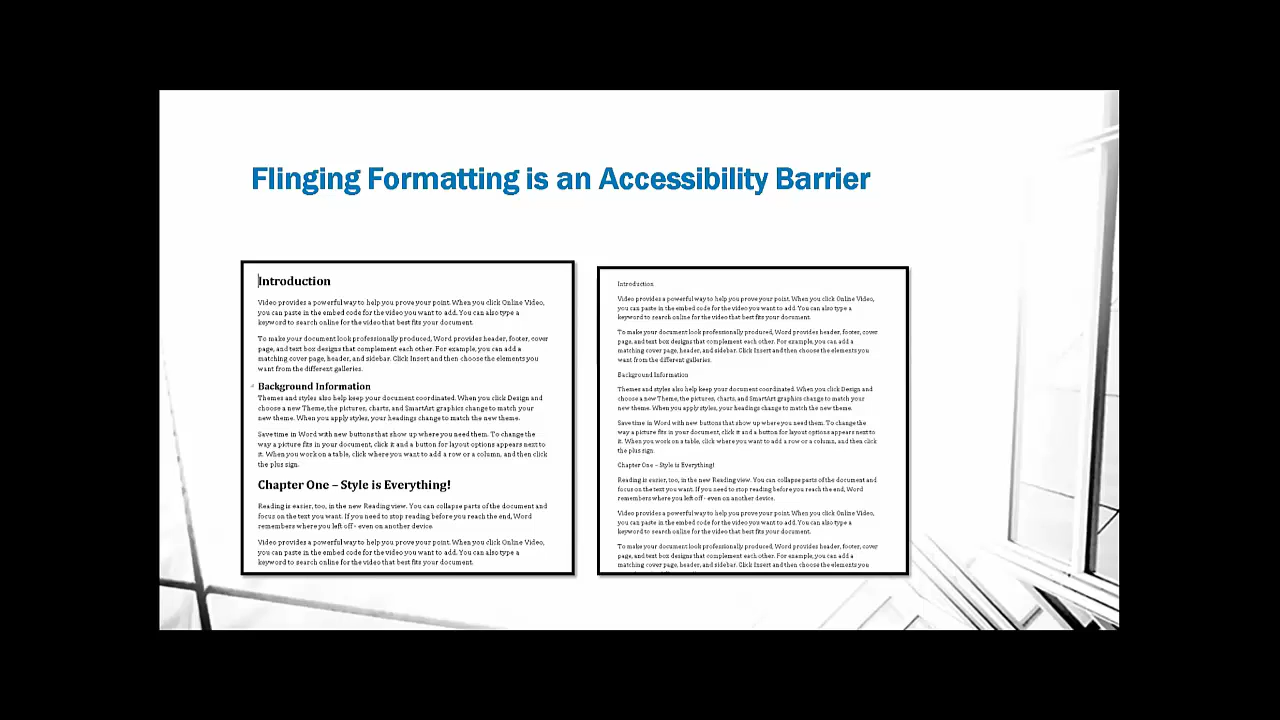 Flinging Formatting is an Accessibility Barrier
Introduction
Video provides a powerful way to help you prove your point. When you click Online Video,
you can paste in the embed code for the video you want to add. You can also type a
keyword to search online for the video that best fits your document.
To make your document look professionally produced, Word provides header, footer, cover
page, and text box designs that complement each other. For example, you can add a
matching cover page, header, and sidebar. Click Insert and then choose the elements you
want from the different galleries.
Background Information
Themes and styles also help keep your document coordinated. When you click Design and
choose a new Theme, the pictures, charts, and SmartArt graphics change to match your
new theme. When you apply styles, your headings change to match the new theme.
Save time in Word with new buttons that show up where you need them. To change the
way a picture fits in your document, click it and a button for layout options appears next to
it. When you work on a table, click where you want to add a row or a column, and then click
the plus sign.
Chapter One – Style is Everything!
Reading is easier, too, in the new Reading view. You can collapse parts of the document and
focus on the text you want. If you need to stop reading before you reach the end, Word
remembers where you left off - even on another device.
Video provides a powerful way to help you prove your point. When you click Online Video,
you can paste in the embed code for the video you want to add. You can also type a
keyword to search online for the video that best fits your document.
Introduction
Video provides a powerful way to help you prove your point. When you click Online Video,
you can paste in the embed code for the video you want to add. You can also type a
keyword to search online for the video that best fits your document.
To make your document look professionally produced, Word provides header, footer, cover
page, and text box designs that complement each other. For example, you can add a
matching cover page, header, and sidebar. Click Insert and then choose the elements you
want from the different galleries.
Background Information
Themes and styles also help keep your document coordinated. When you click Design and
choose a new Theme, the pictures, charts, and SmartArt graphics change to match your
new theme. When you apply styles, your headings change to match the new theme.
Save time in Word with new buttons that show up where you need them. To change the
way a picture fits in your document, click it and a button for layout options appears next to
it. When you work on a table, click where you want to add a row or a column, and then click
the plus sign.
Chapter One – Style is Everything!
Reading is easier, too, in the new Reading view. You can collapse parts of the document and
focus on the text you want. If you need to stop reading before you reach the end, Word
remembers where you left off - even on another device.
Video provides a powerful way to help you prove your point. When you click Online Video,
you can paste in the embed code for the video you want to add. You can also type a
keyword to search online for the video that best fits your document.
To make your document look professionally produced, Word provides header, footer, cover
page, and text box designs that complement each other. For example, you can add a
matching cover page, header, and sidebar. Click Insert and then choose the elements you